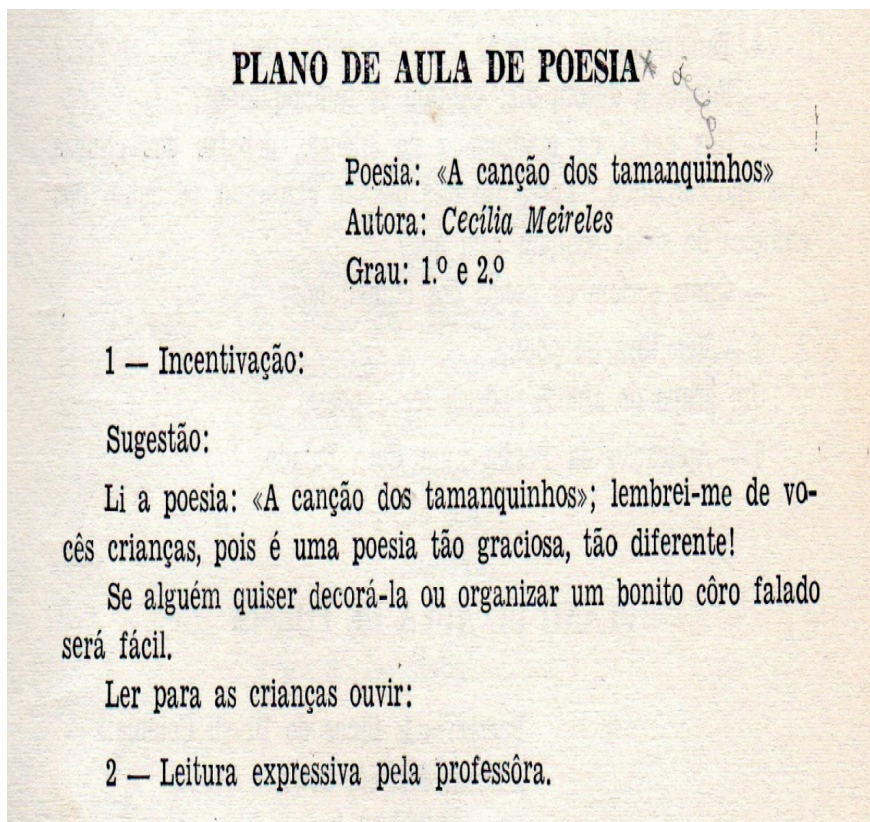 PLANO DE AULA DE POESIA
Poesia: «A canção dos tamanquinhos»
Autora: Cecília Meireles
Grau: 1.º e 2.º
1 — Incentivação:
Sugestão:
Li a poesia: «A canção dos tamanquinhos»; lembrei-me de vo-
cês crianças, pois é uma poesia tão graciosa, tão diferente!
Se alguém quiser decorá-la ou organizar um bonito côro falado
será fácil.
Ler para as crianças ouvir:
2 — Leitura expressiva pela professôra.